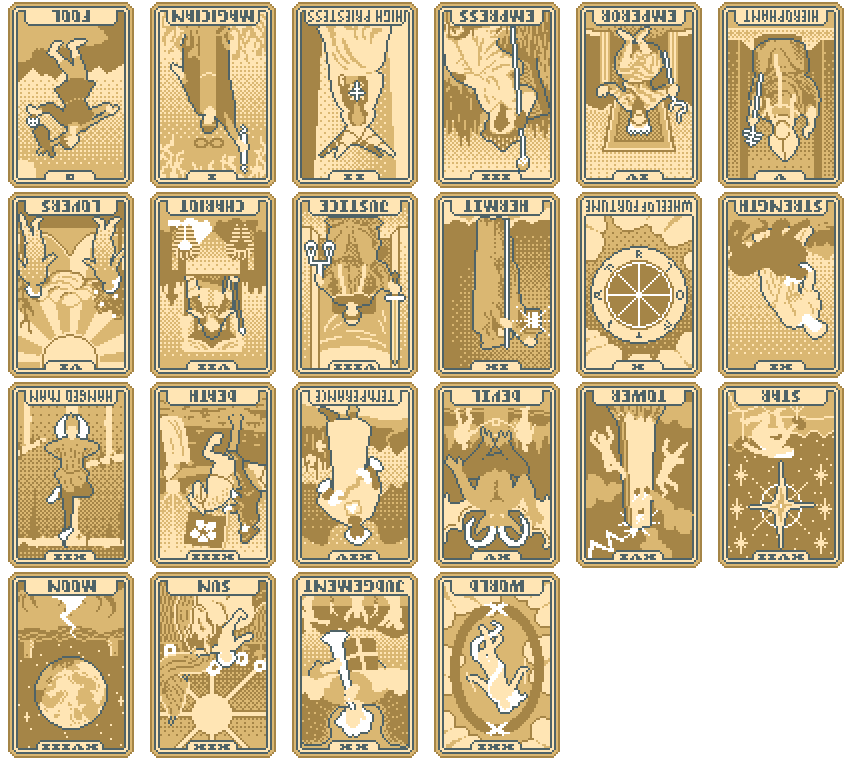 FOOL
MAGICIAN
HIGH PRIESTESS
EMPRESS
EMPEROR
HIEROPHANT
0
I
II
III
IV
V
LOVERS
CHARIOT
JUSTICE
HERMIT
WHEEL OF FORTUNE
STRENGTH
VI
VII
VIII
IX
X
XI
HANGED MAN
DEATH
TEMPERANCE
DEVIL
TOWER
STAR
XII
XIII
XIV
XV
XVI
XVII
MOON
SUN
JUDGEMENT
WORLD
XVIII
XIX
XX
XXI